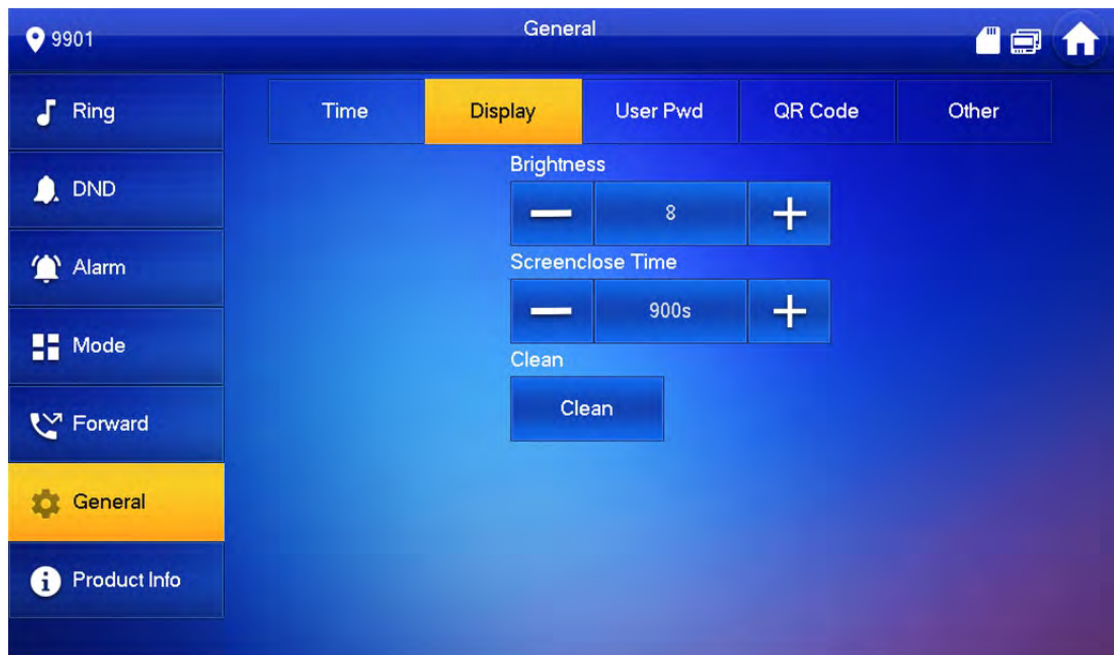 9901
General
Ring
DND
Alarm
Mode
Forward
General
Product Info
Time Display User Pwd QR Code Other
Brightness
8
Screenclose Time
900s
Clean
Clean